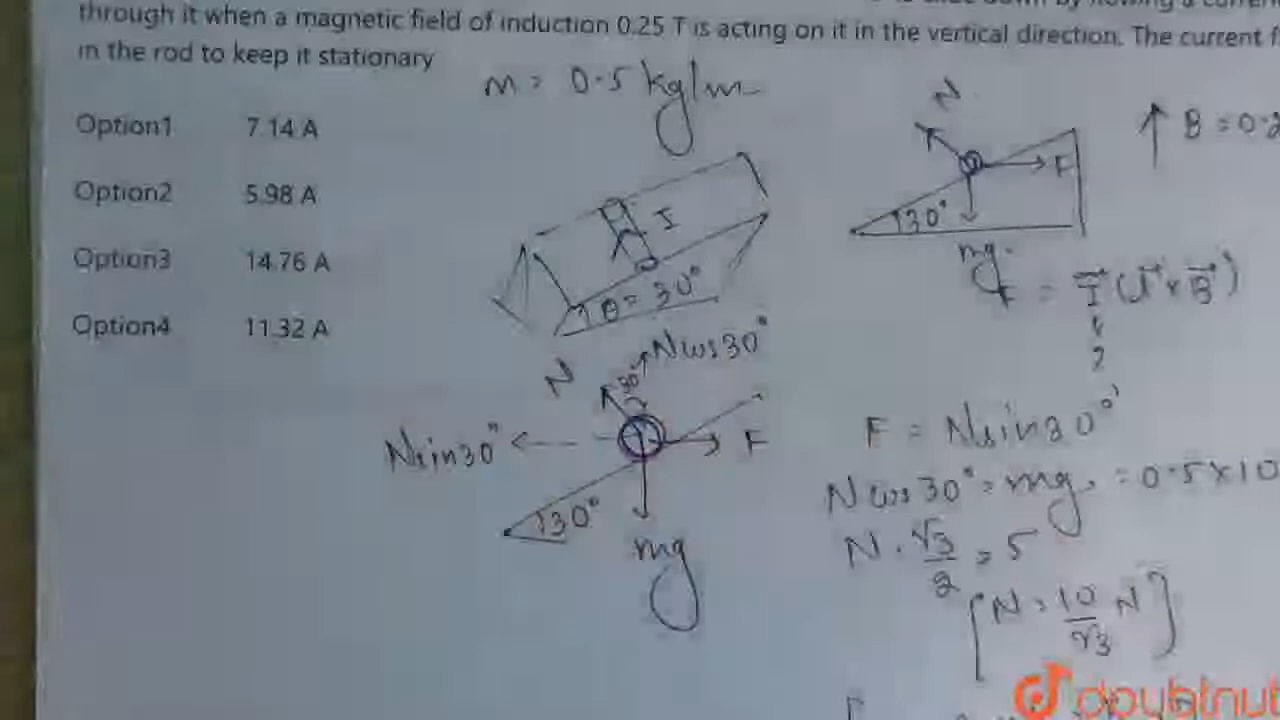 through it when a magnetic field of induction 0.25 T is acting on it in the vertical direction. The current
in the rod to keep it stationary
m = 0.5 kg/m
Option1 7.14 A
Option2 5.98 A
Option3 14.76 A
Option4 11.32 A
I
θ = 30°
N
F
30°
mg
↑ B = 0.2
F = I (l × B)
N
30°
N cos 30°
N sin 30°
F
30°
mg
F = N sin 30°
N cos 30° = mg = 0.5 × 10
N . √3/2 = 5
[N = 10/√3 N]
doubtnut